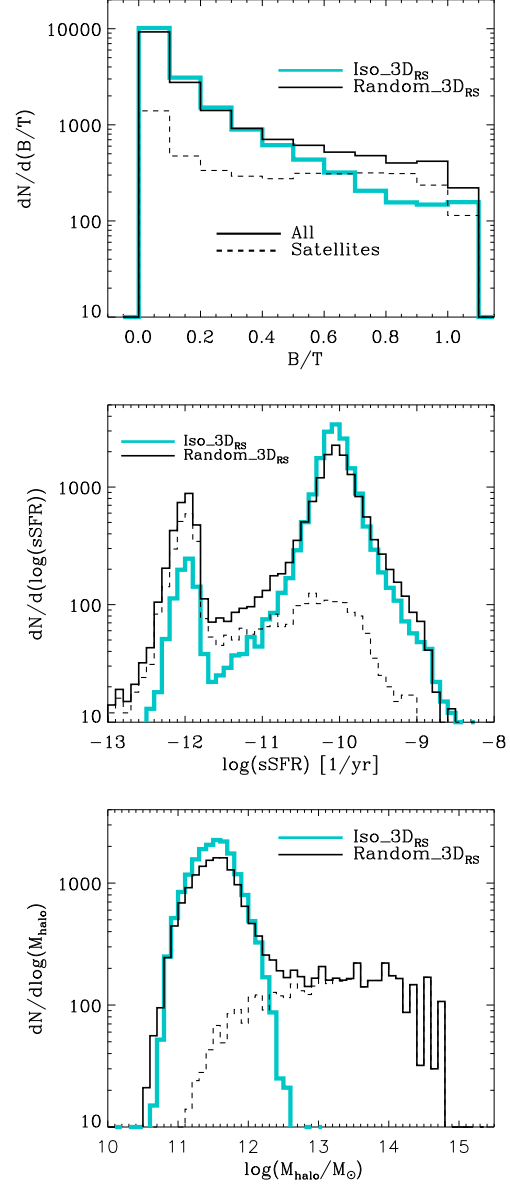 10000
1000
100
10
dN/d(B/T)
Iso_3D_RS
Random_3D_RS
All
Satellites
0.0 0.2 0.4 0.6 0.8 1.0
B/T
1000
100
10
dN/d(log(sSFR))
Iso_3D_RS
Random_3D_RS
−13 −12 −11 −10 −9 −8
log(sSFR) [1/yr]
1000
100
10
dN/dlog(M_halo)
Iso_3D_RS
Random_3D_RS
10 11 12 13 14 15
log(M_halo/M_⊙)